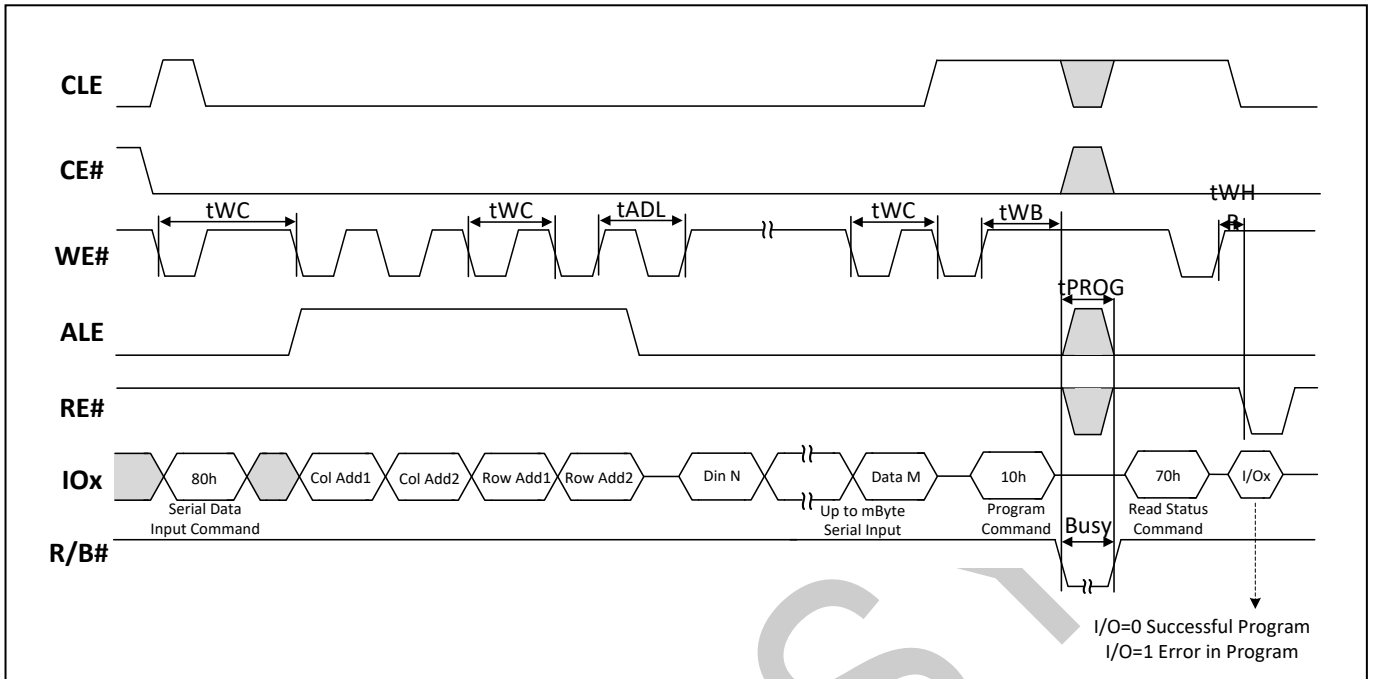 CLE
CE#
tWH
tWC tWC tADL tWC tWB R
WE#
tPROG
ALE
RE#
IOx 80h Col Add1 Col Add2 Row Add1 Row Add2 Din N Data M 10h 70h I/Ox
Serial Data Up to mByte Program Read Status
Input Command Serial Input Command Busy Command
R/B#
I/O=0 Successful Program
I/O=1 Error in Program